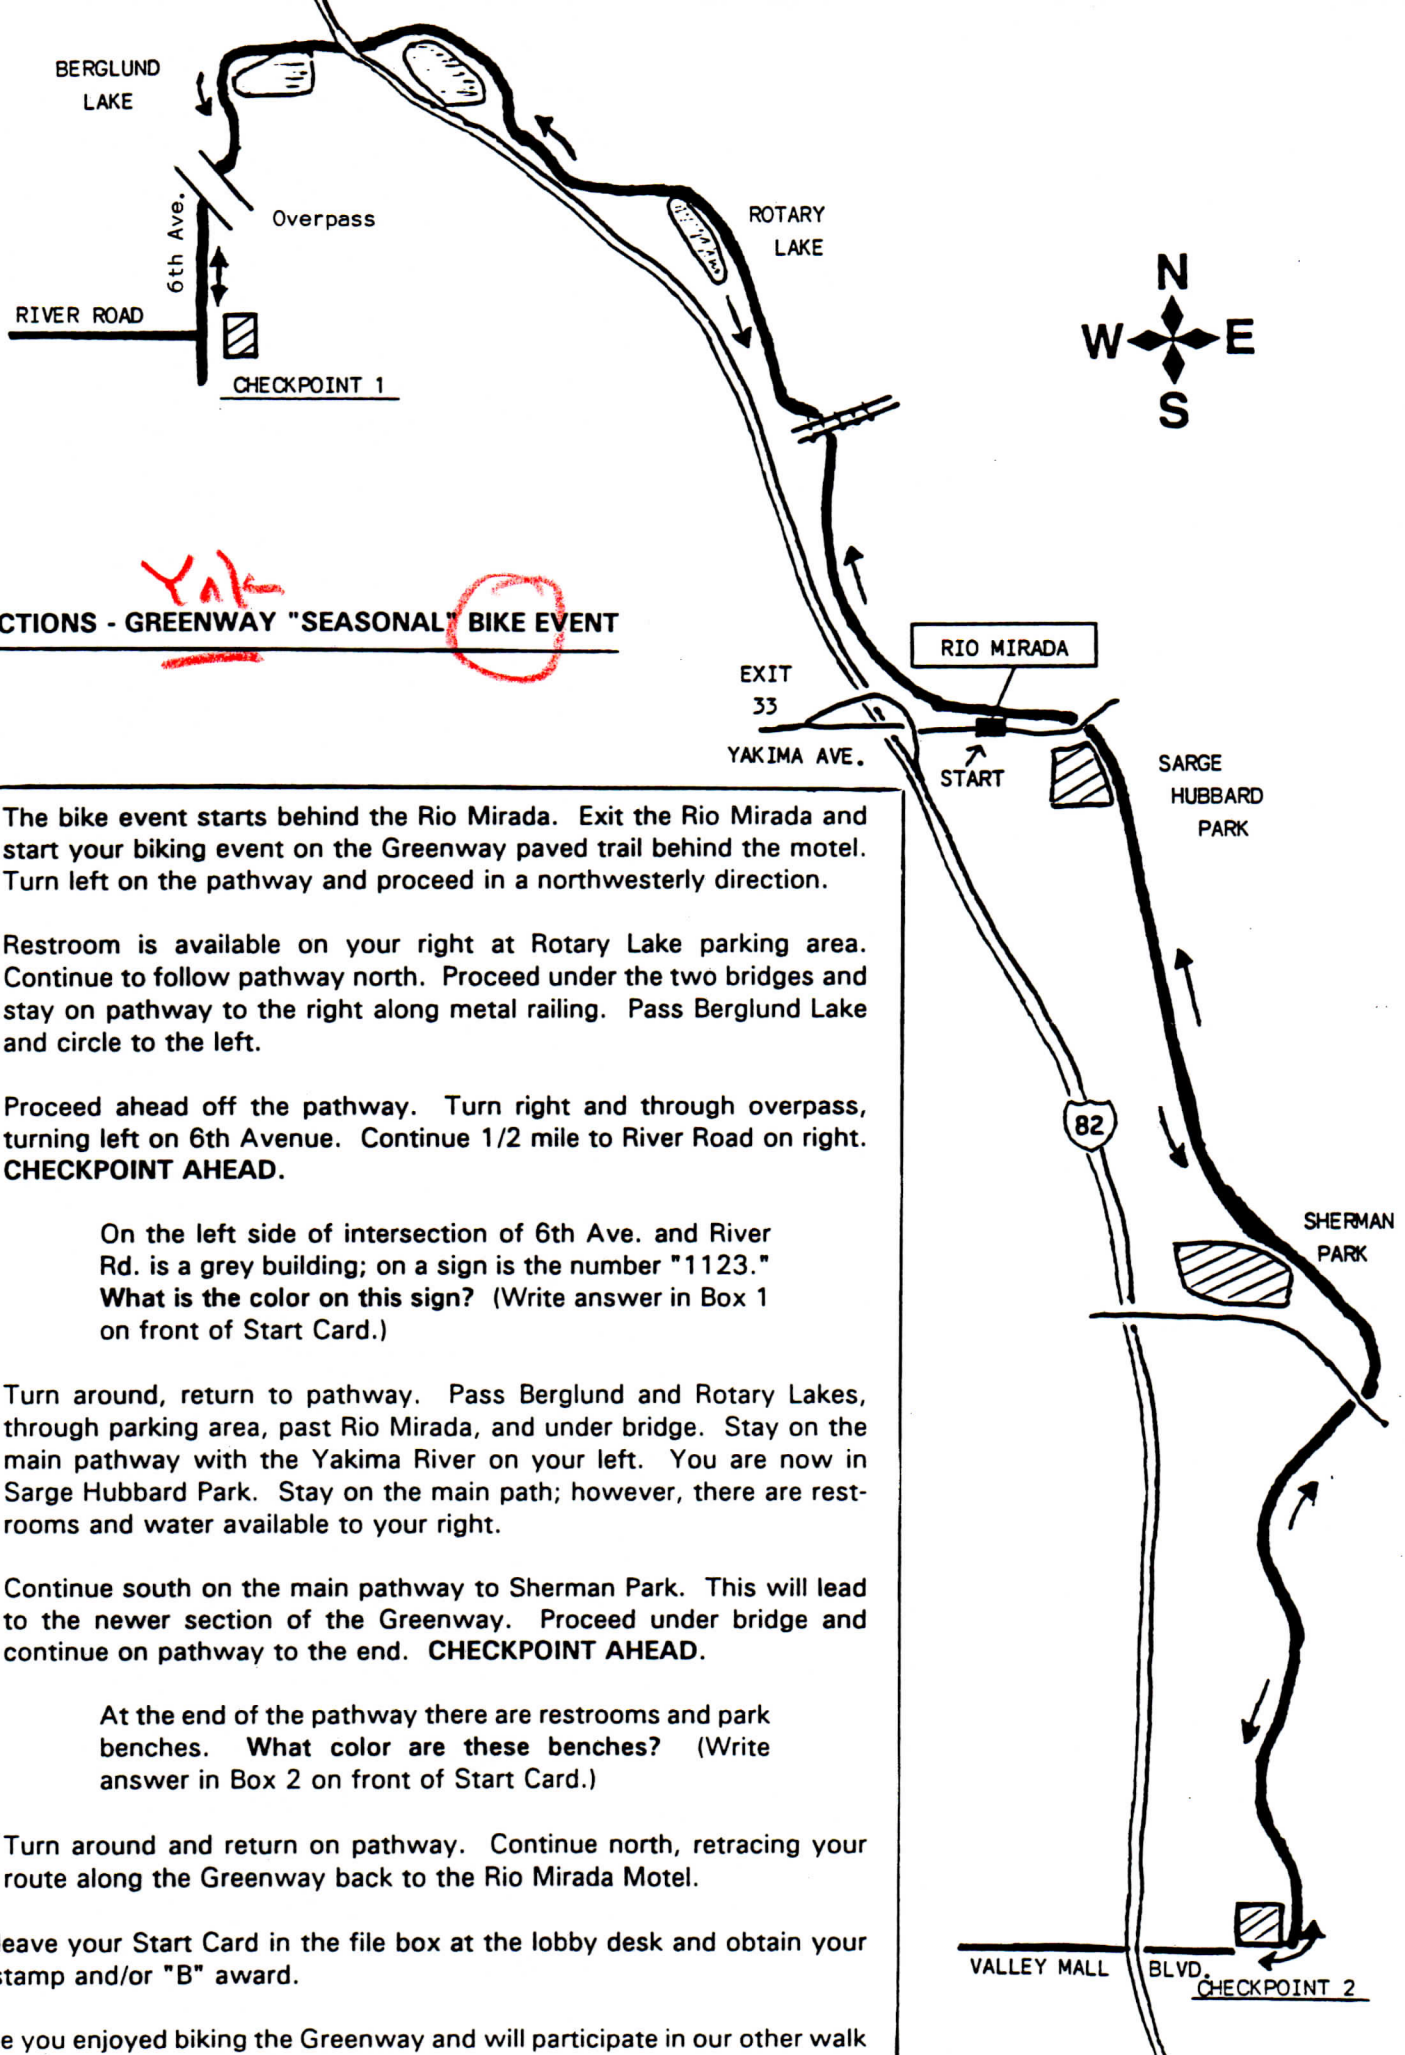 BERGLUND
LAKE
Overpass
6th Ave.
RIVER ROAD
CHECKPOINT 1
ROTARY
LAKE
N
W E
S
Yak
CTIONS - GREENWAY "SEASONAL" BIKE EVENT
RIO MIRADA
EXIT
33
YAKIMA AVE.
START
SARGE
HUBBARD
PARK
82
SHERMAN
PARK
VALLEY MALL BLVD.
CHECKPOINT 2
The bike event starts behind the Rio Mirada. Exit the Rio Mirada and
start your biking event on the Greenway paved trail behind the motel.
Turn left on the pathway and proceed in a northwesterly direction.
Restroom is available on your right at Rotary Lake parking area.
Continue to follow pathway north. Proceed under the two bridges and
stay on pathway to the right along metal railing. Pass Berglund Lake
and circle to the left.
Proceed ahead off the pathway. Turn right and through overpass,
turning left on 6th Avenue. Continue 1/2 mile to River Road on right.
CHECKPOINT AHEAD.
On the left side of intersection of 6th Ave. and River
Rd. is a grey building; on a sign is the number "1123."
What is the color on this sign? (Write answer in Box 1
on front of Start Card.)
Turn around, return to pathway. Pass Berglund and Rotary Lakes,
through parking area, past Rio Mirada, and under bridge. Stay on the
main pathway with the Yakima River on your left. You are now in
Sarge Hubbard Park. Stay on the main path; however, there are rest-
rooms and water available to your right.
Continue south on the main pathway to Sherman Park. This will lead
to the newer section of the Greenway. Proceed under bridge and
continue on pathway to the end. CHECKPOINT AHEAD.
At the end of the pathway there are restrooms and park
benches. What color are these benches? (Write
answer in Box 2 on front of Start Card.)
Turn around and return on pathway. Continue north, retracing your
route along the Greenway back to the Rio Mirada Motel.
eave your Start Card in the file box at the lobby desk and obtain your
stamp and/or "B" award.
e you enjoyed biking the Greenway and will participate in our other walk